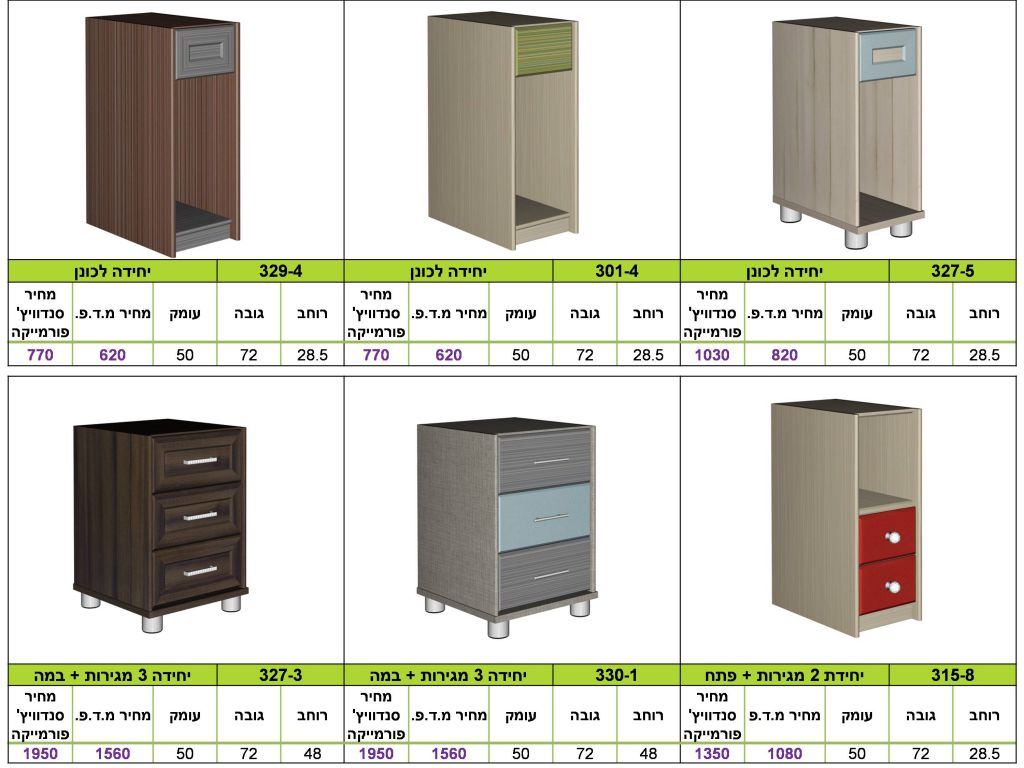 327-5 יחידה לכונן
רוחב גובה עומק מחיר מ.ד.פ. מחיר סנדוויץ' פורמייקה
28.5 72 50 820 1030
301-4 יחידה לכונן
רוחב גובה עומק מחיר מ.ד.פ. מחיר סנדוויץ' פורמייקה
28.5 72 50 620 770
329-4 יחידה לכונן
רוחב גובה עומק מחיר מ.ד.פ. מחיר סנדוויץ' פורמייקה
28.5 72 50 620 770
315-8 יחידת 2 מגירות + פתח
רוחב גובה עומק מחיר מ.ד.פ מחיר סנדוויץ' פורמייקה
28.5 72 50 1080 1350
330-1 יחידה 3 מגירות + במה
רוחב גובה עומק מחיר מ.ד.פ. מחיר סנדוויץ' פורמייקה
48 72 50 1560 1950
327-3 יחידה 3 מגירות + במה
רוחב גובה עומק מחיר מ.ד.פ. מחיר סנדוויץ' פורמייקה
48 72 50 1560 1950